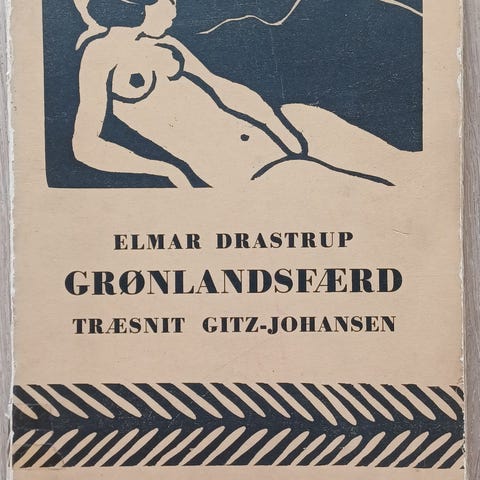 ELMAR DRASTRUP
GRØNLANDSFÆRD
TRÆSNIT GITZ-JOHANSEN